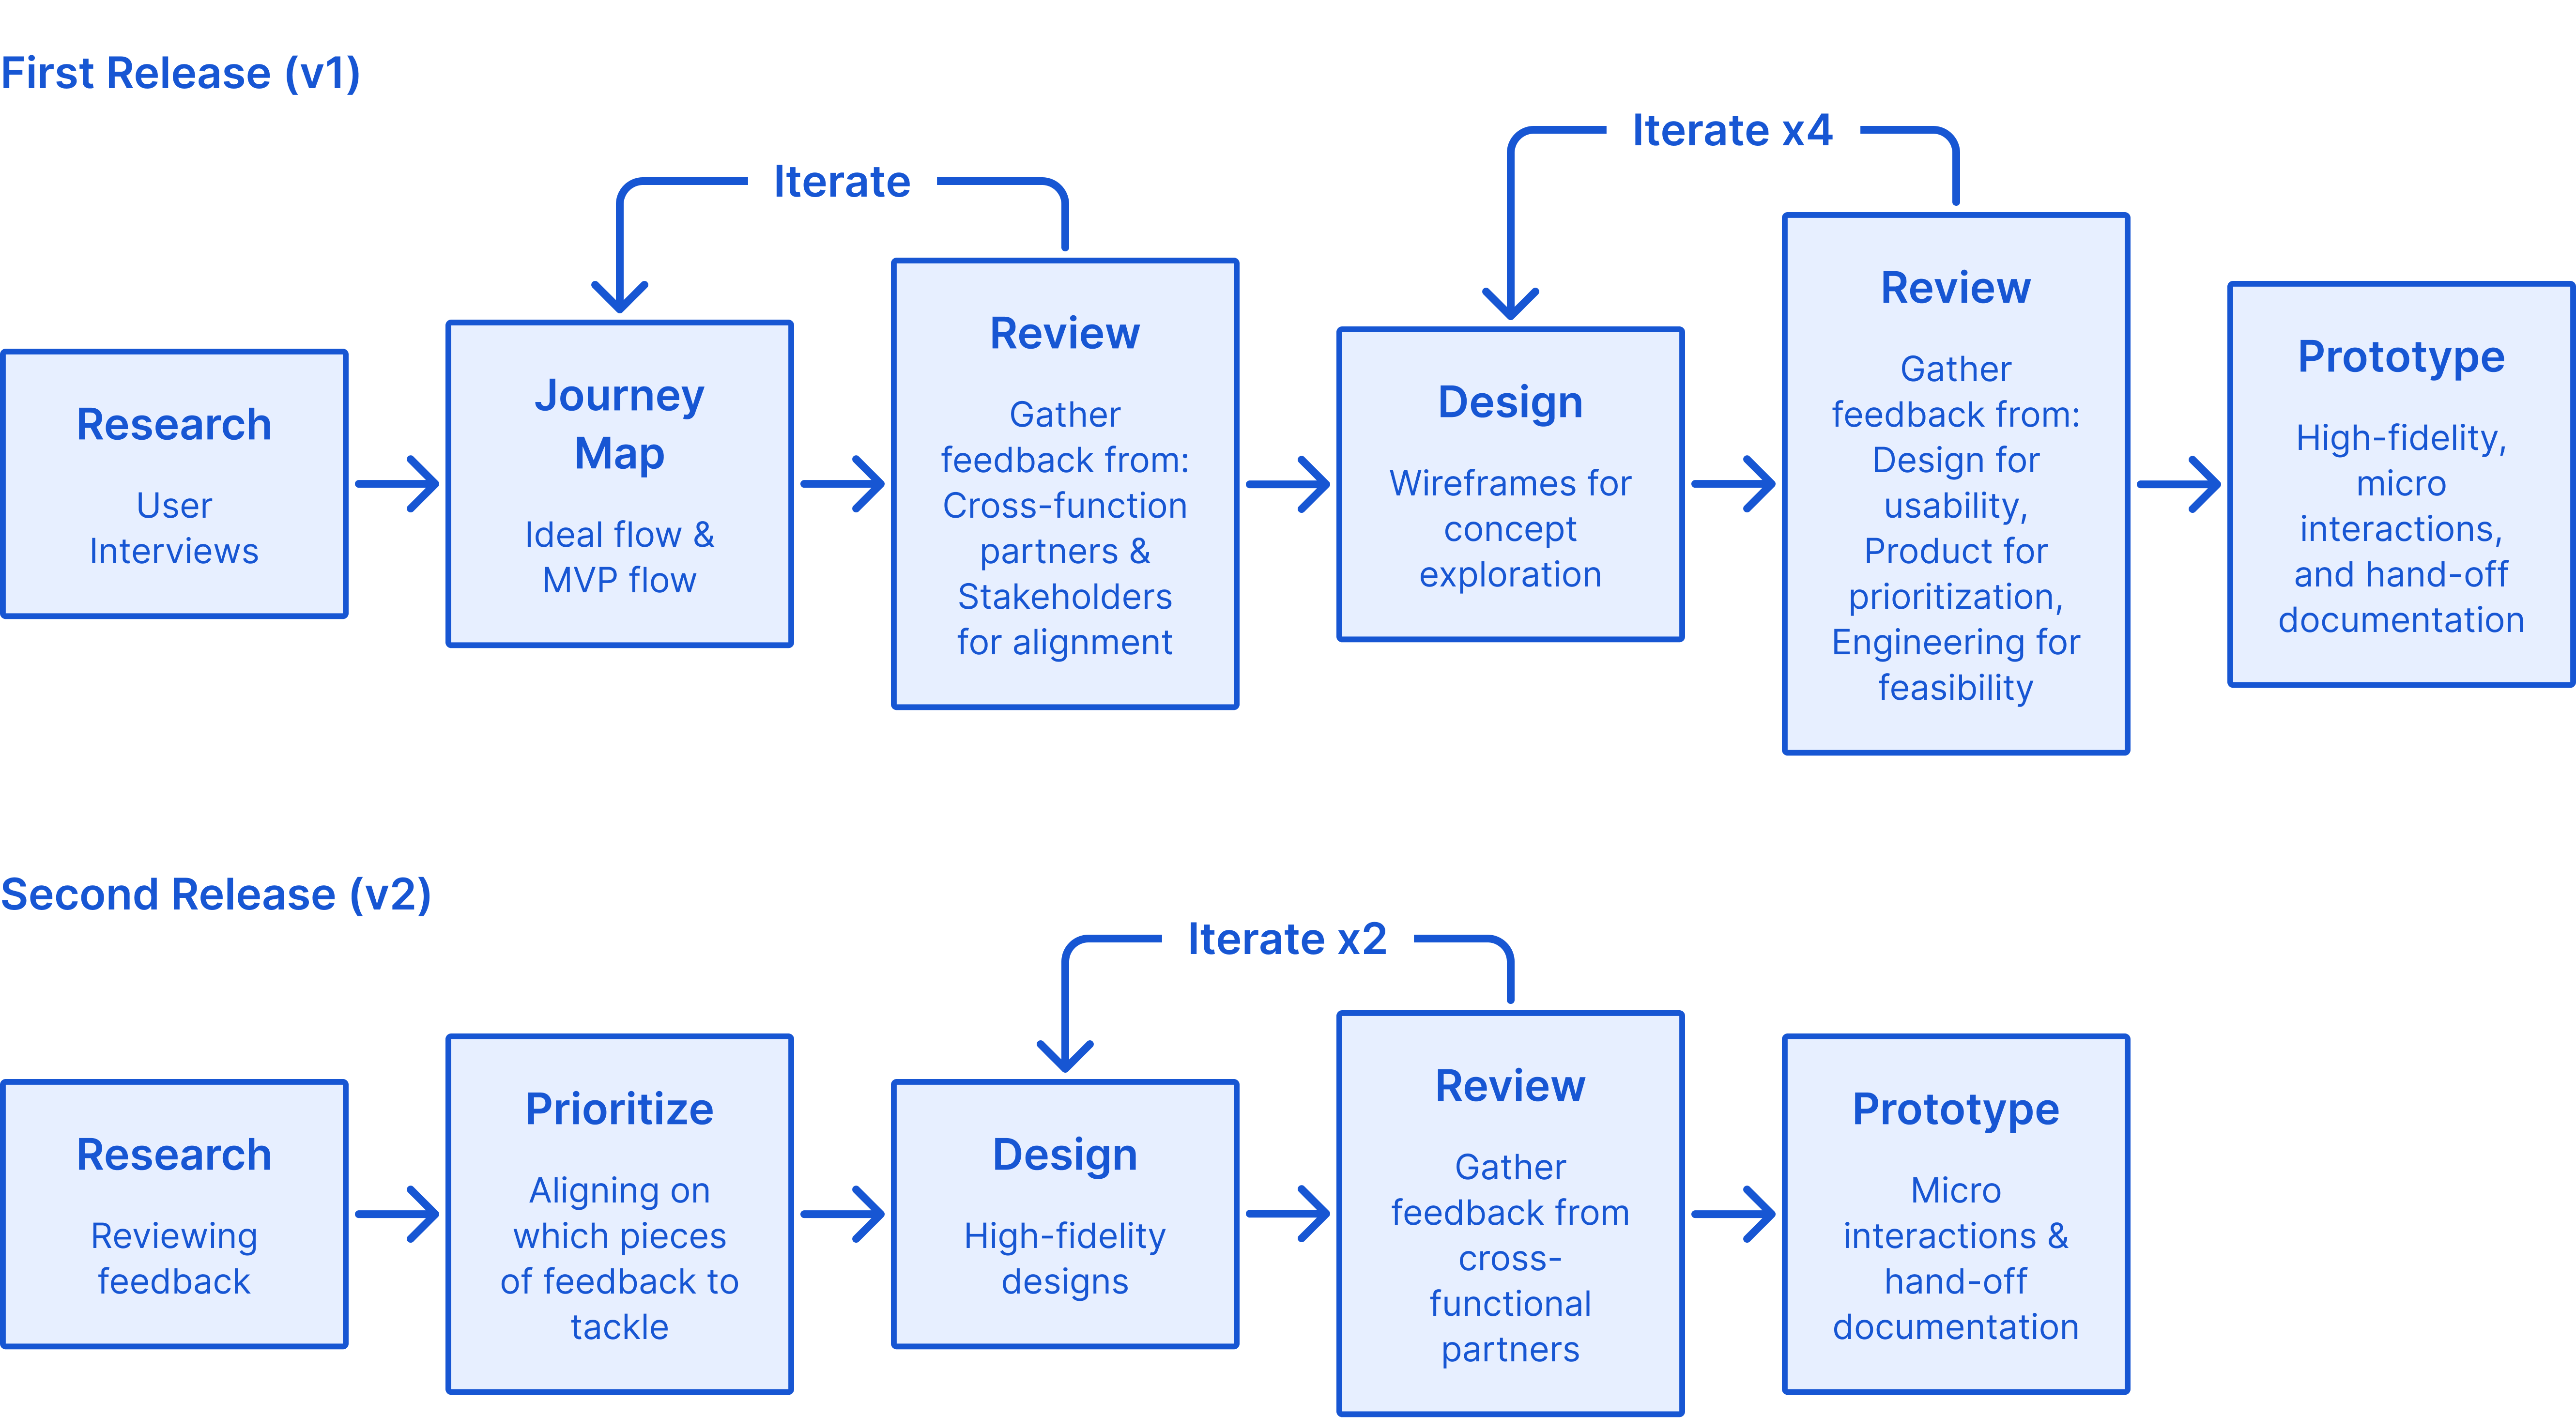 First Release (v1)
Iterate
Iterate x4
Research
User
Interviews
Journey
Map
Ideal flow &
MVP flow
Review
Gather
feedback from:
Cross-function
partners &
Stakeholders
for alignment
Design
Wireframes for
concept
exploration
Review
Gather
feedback from:
Design for
usability,
Product for
prioritization,
Engineering for
feasibility
Prototype
High-fidelity,
micro
interactions,
and hand-off
documentation
Second Release (v2)
Iterate x2
Research
Reviewing
feedback
Prioritize
Aligning on
which pieces
of feedback to
tackle
Design
High-fidelity
designs
Review
Gather
feedback from
cross-
functional
partners
Prototype
Micro
interactions &
hand-off
documentation